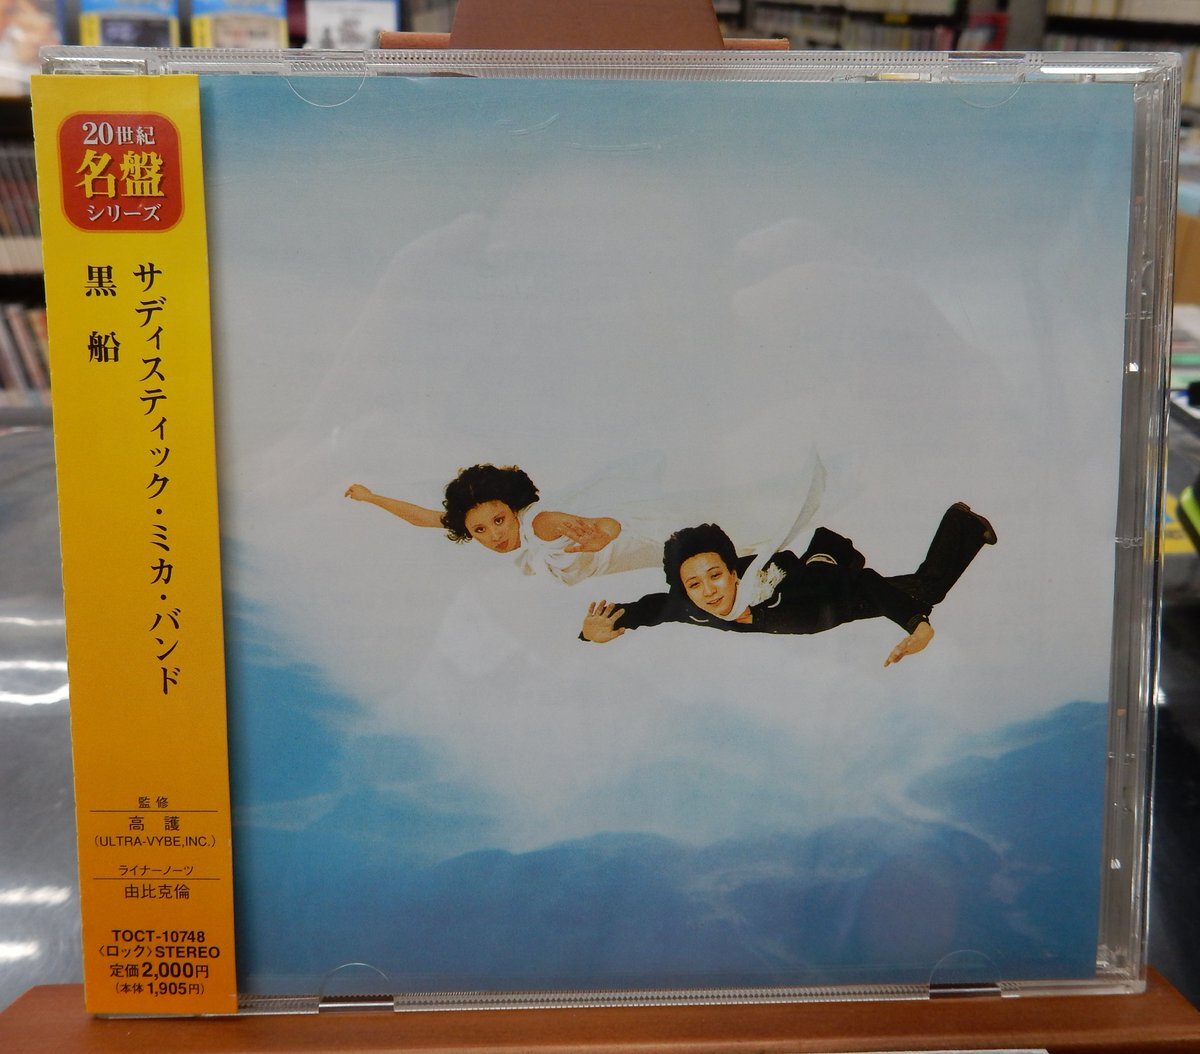 20世紀
名盤
シリーズ
サディスティック・ミカ・バンド
黒船
監修
高護
(ULTRA-VYBE,INC.)
ライナーノーツ
由比克倫
TOCT-10748
〈ロック〉STEREO
定価2,000円
(本体1,905円)